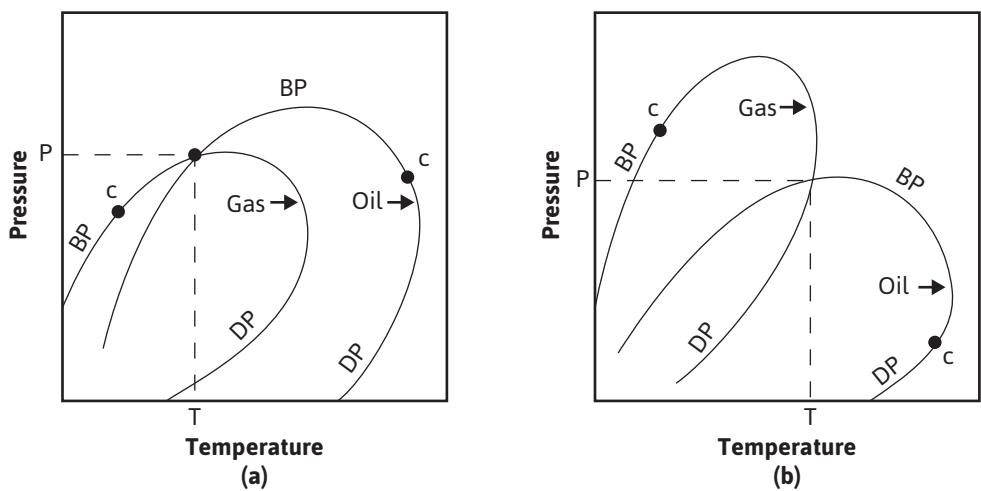 Pressure
P
BP
c
BP
Gas
Oil
c
DP
DP
T
Temperature
(a)
Pressure
P
BP
c
Gas
BP
Oil
DP
DP
c
T
Temperature
(b)